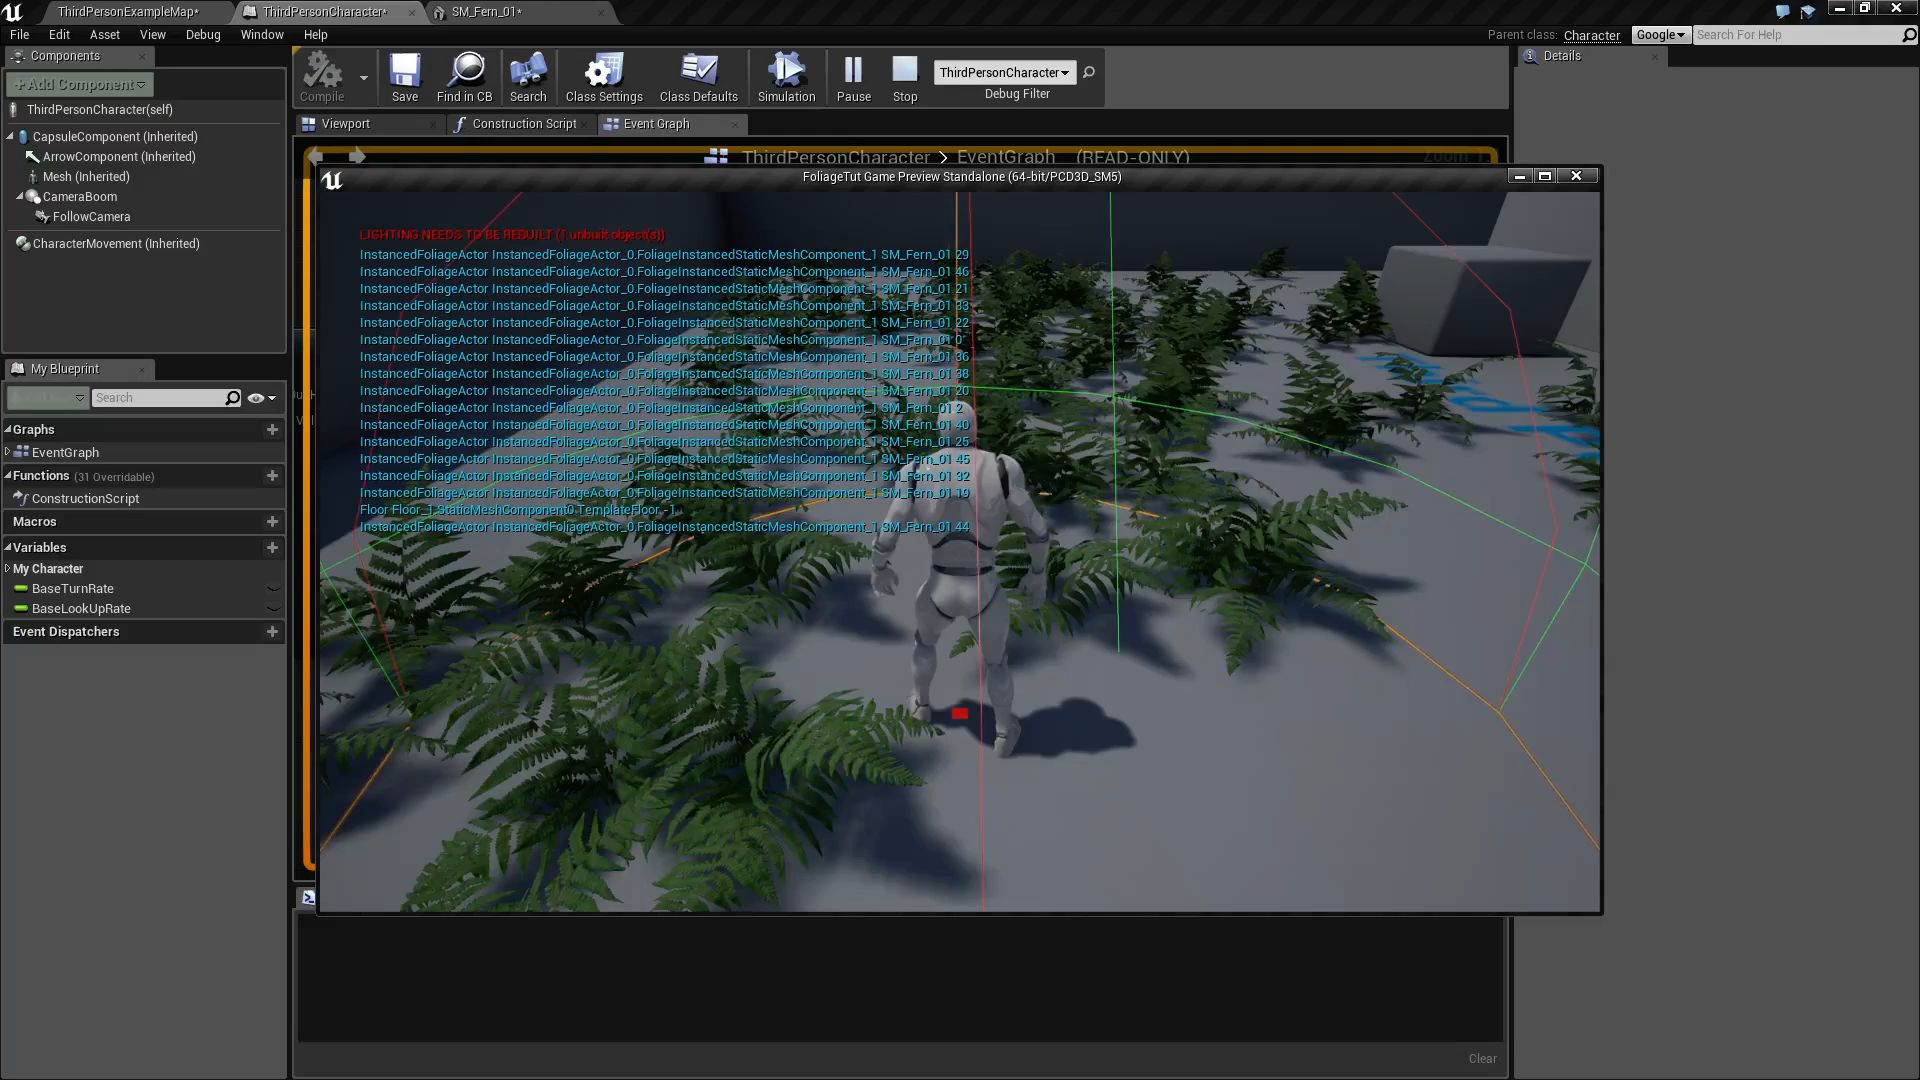 ThirdPersonExampleMap*
ThirdPersonCharacter*
SM_Fern_01*
File Edit Asset View Debug Window Help
Parent class: Character
Google
Search For Help
Components
+Add Component
ThirdPersonCharacter(self)
CapsuleComponent (Inherited)
ArrowComponent (Inherited)
Mesh (Inherited)
CameraBoom
FollowCamera
CharacterMovement (Inherited)
Compile
Save
Find in CB
Search
Class Settings
Class Defaults
Simulation
Pause
Stop
ThirdPersonCharacter
Debug Filter
Details
Viewport
Construction Script
Event Graph
ThirdPersonCharacter > EventGraph (READ-ONLY)
FoliageTut Game Preview Standalone (64-bit/PCD3D_SM5)
LIGHTING NEEDS TO BE REBUILT (1 unbuilt object(s))
InstancedFoliageActor InstancedFoliageActor_0.FoliageInstancedStaticMeshComponent_1 SM_Fern_01 29
InstancedFoliageActor InstancedFoliageActor_0.FoliageInstancedStaticMeshComponent_1 SM_Fern_01 46
InstancedFoliageActor InstancedFoliageActor_0.FoliageInstancedStaticMeshComponent_1 SM_Fern_01 21
InstancedFoliageActor InstancedFoliageActor_0.FoliageInstancedStaticMeshComponent_1 SM_Fern_01 33
InstancedFoliageActor InstancedFoliageActor_0.FoliageInstancedStaticMeshComponent_1 SM_Fern_01 22
InstancedFoliageActor InstancedFoliageActor_0.FoliageInstancedStaticMeshComponent_1 SM_Fern_01 0
InstancedFoliageActor InstancedFoliageActor_0.FoliageInstancedStaticMeshComponent_1 SM_Fern_01 36
InstancedFoliageActor InstancedFoliageActor_0.FoliageInstancedStaticMeshComponent_1 SM_Fern_01 38
InstancedFoliageActor InstancedFoliageActor_0.FoliageInstancedStaticMeshComponent_1 SM_Fern_01 20
InstancedFoliageActor InstancedFoliageActor_0.FoliageInstancedStaticMeshComponent_1 SM_Fern_01 2
InstancedFoliageActor InstancedFoliageActor_0.FoliageInstancedStaticMeshComponent_1 SM_Fern_01 40
InstancedFoliageActor InstancedFoliageActor_0.FoliageInstancedStaticMeshComponent_1 SM_Fern_01 25
InstancedFoliageActor InstancedFoliageActor_0.FoliageInstancedStaticMeshComponent_1 SM_Fern_01 45
InstancedFoliageActor InstancedFoliageActor_0.FoliageInstancedStaticMeshComponent_1 SM_Fern_01 32
InstancedFoliageActor InstancedFoliageActor_0.FoliageInstancedStaticMeshComponent_1 SM_Fern_01 19
Floor Floor_1.StaticMeshComponent0.TemplateFloor -1
InstancedFoliageActor InstancedFoliageActor_0.FoliageInstancedStaticMeshComponent_1 SM_Fern_01 44
My Blueprint
Search
Graphs
EventGraph
Functions (31 Overridable)
ConstructionScript
Macros
Variables
My Character
BaseTurnRate
BaseLookUpRate
Event Dispatchers
Clear